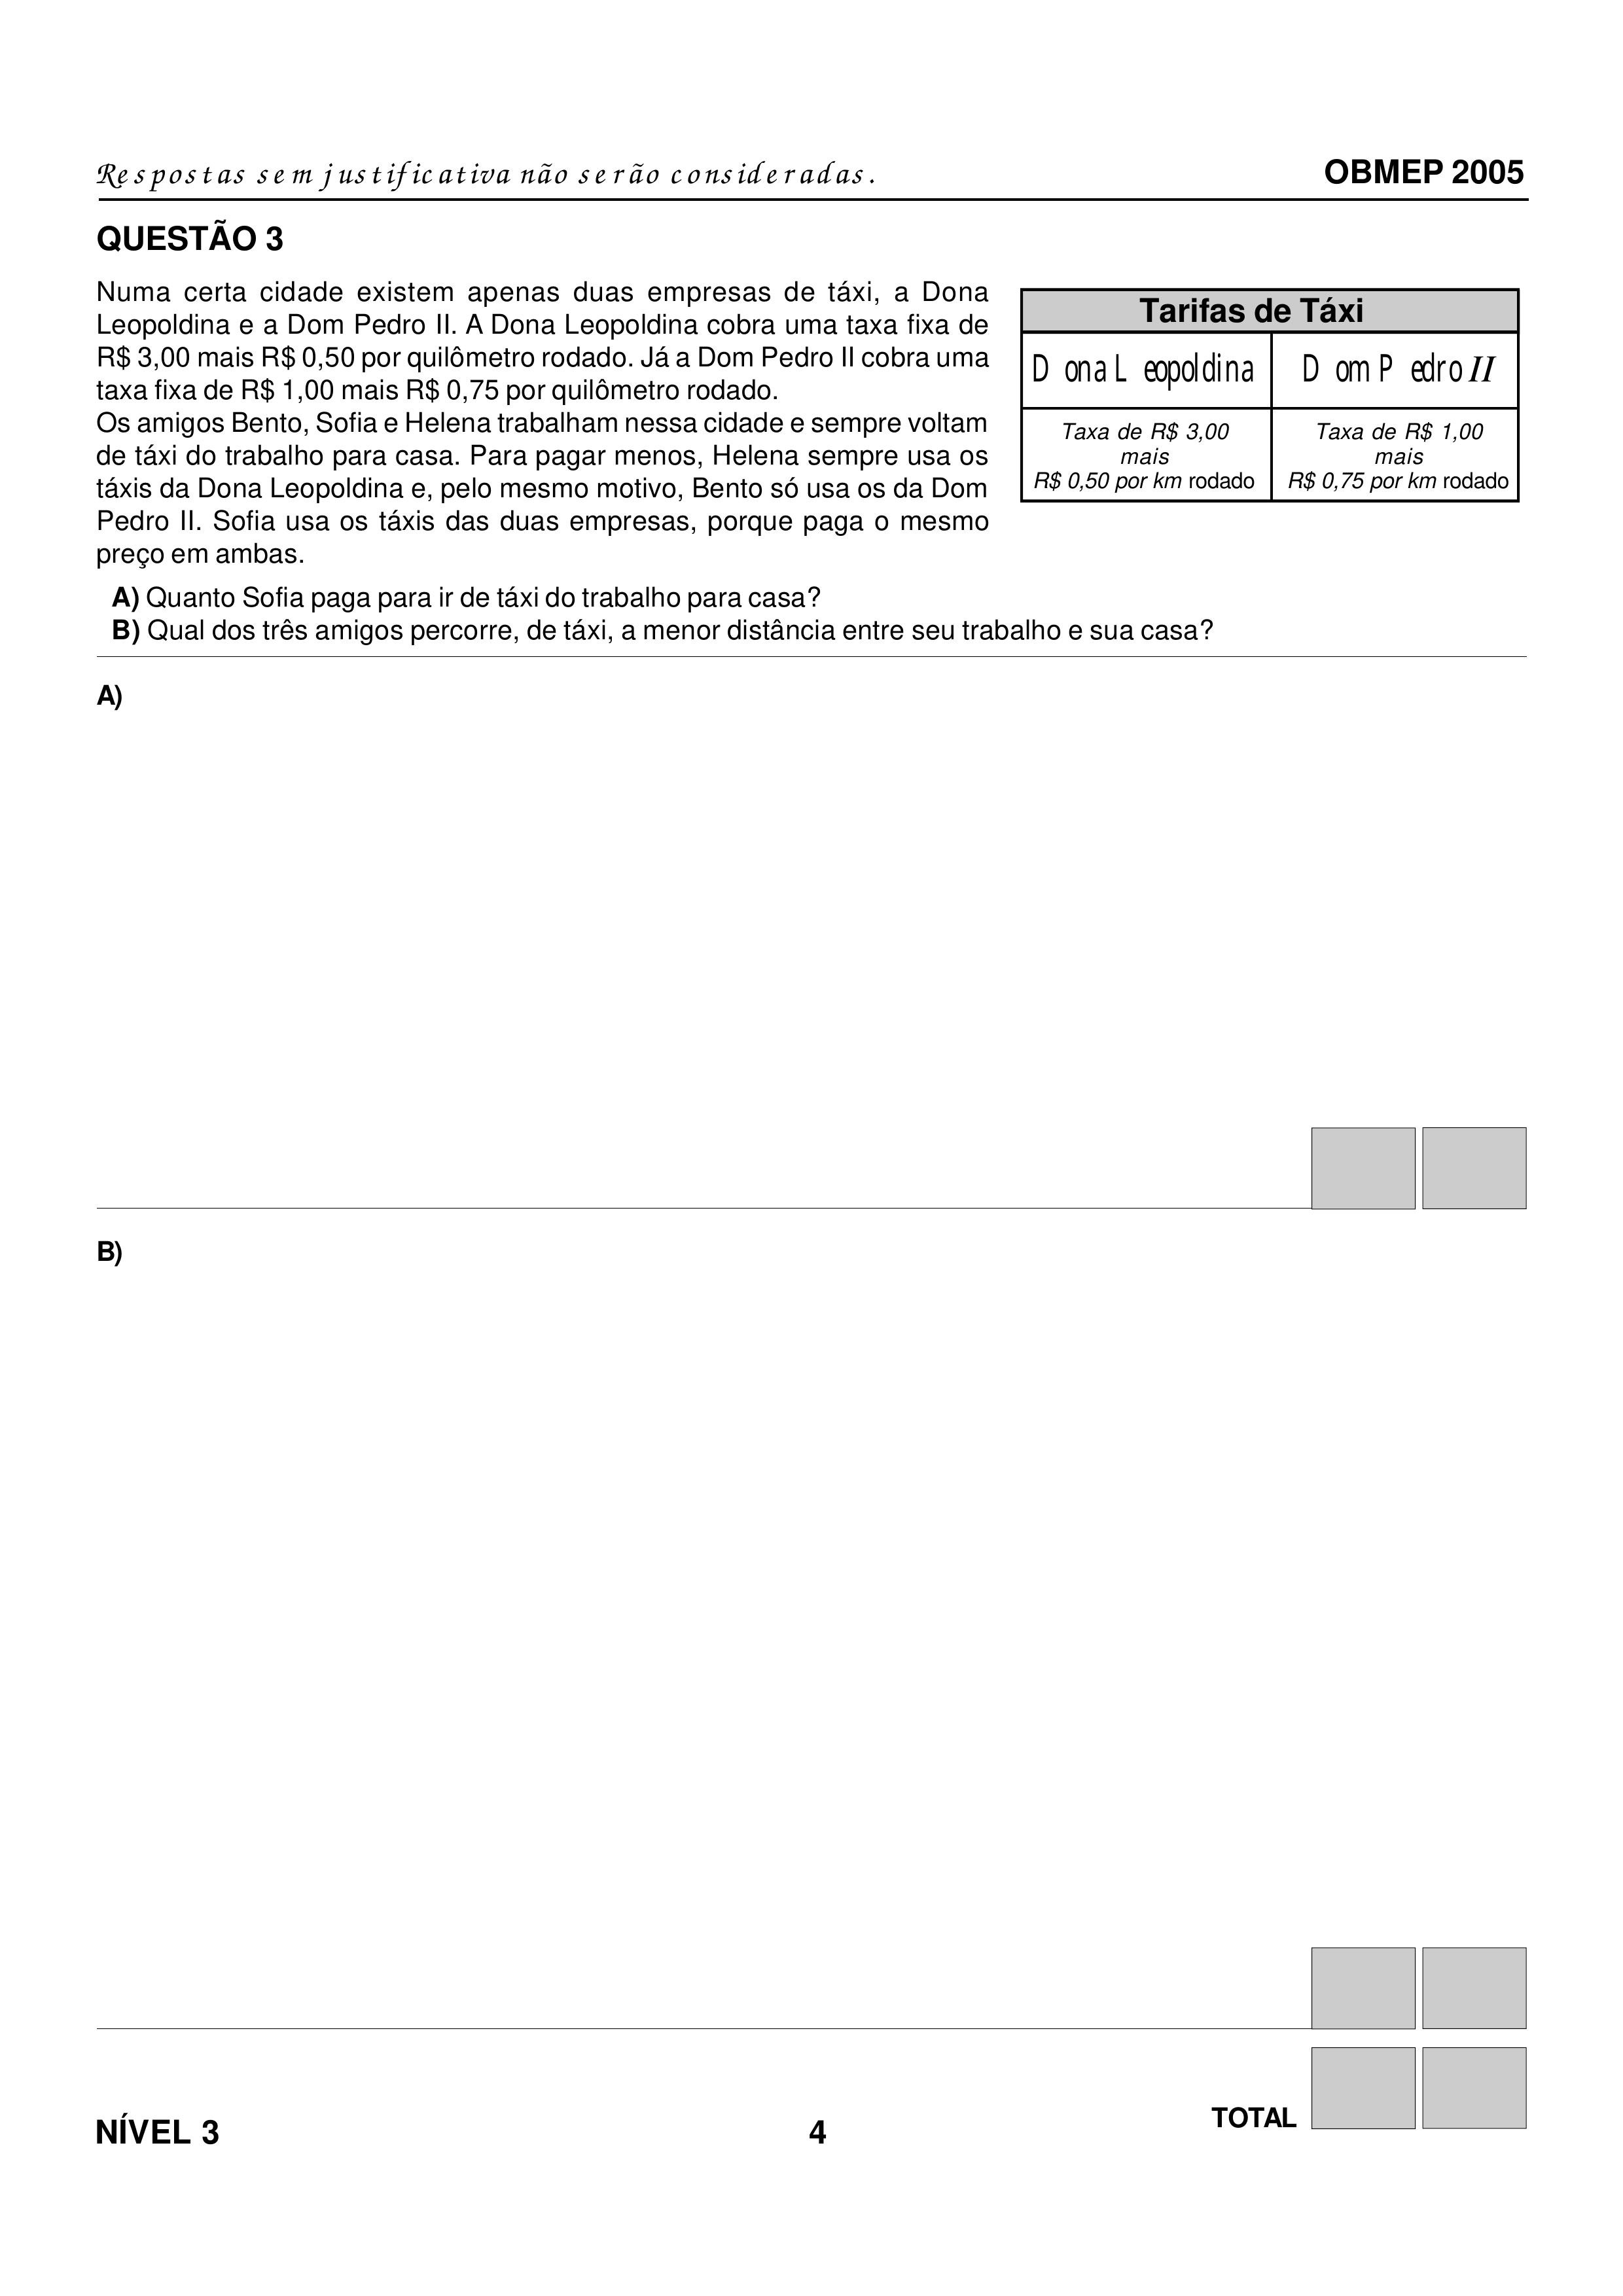 Respostas sem justificativa não serão consideradas.
OBMEP 2005
QUESTÃO 3
Numa certa cidade existem apenas duas empresas de táxi, a Dona
Leopoldina e a Dom Pedro II. A Dona Leopoldina cobra uma taxa fixa de
R$ 3,00 mais R$ 0,50 por quilômetro rodado. Já a Dom Pedro II cobra uma
taxa fixa de R$ 1,00 mais R$ 0,75 por quilômetro rodado.
Os amigos Bento, Sofia e Helena trabalham nessa cidade e sempre voltam
de táxi do trabalho para casa. Para pagar menos, Helena sempre usa os
táxis da Dona Leopoldina e, pelo mesmo motivo, Bento só usa os da Dom
Pedro II. Sofia usa os táxis das duas empresas, porque paga o mesmo
preço em ambas.
Tarifas de Táxi
Dona Leopoldina
Dom Pedro II
Taxa de R$ 3,00
mais
R$ 0,50 por km rodado
Taxa de R$ 1,00
mais
R$ 0,75 por km rodado
A) Quanto Sofia paga para ir de táxi do trabalho para casa?
B) Qual dos três amigos percorre, de táxi, a menor distância entre seu trabalho e sua casa?
A)
B)
TOTAL
NÍVEL 3
4